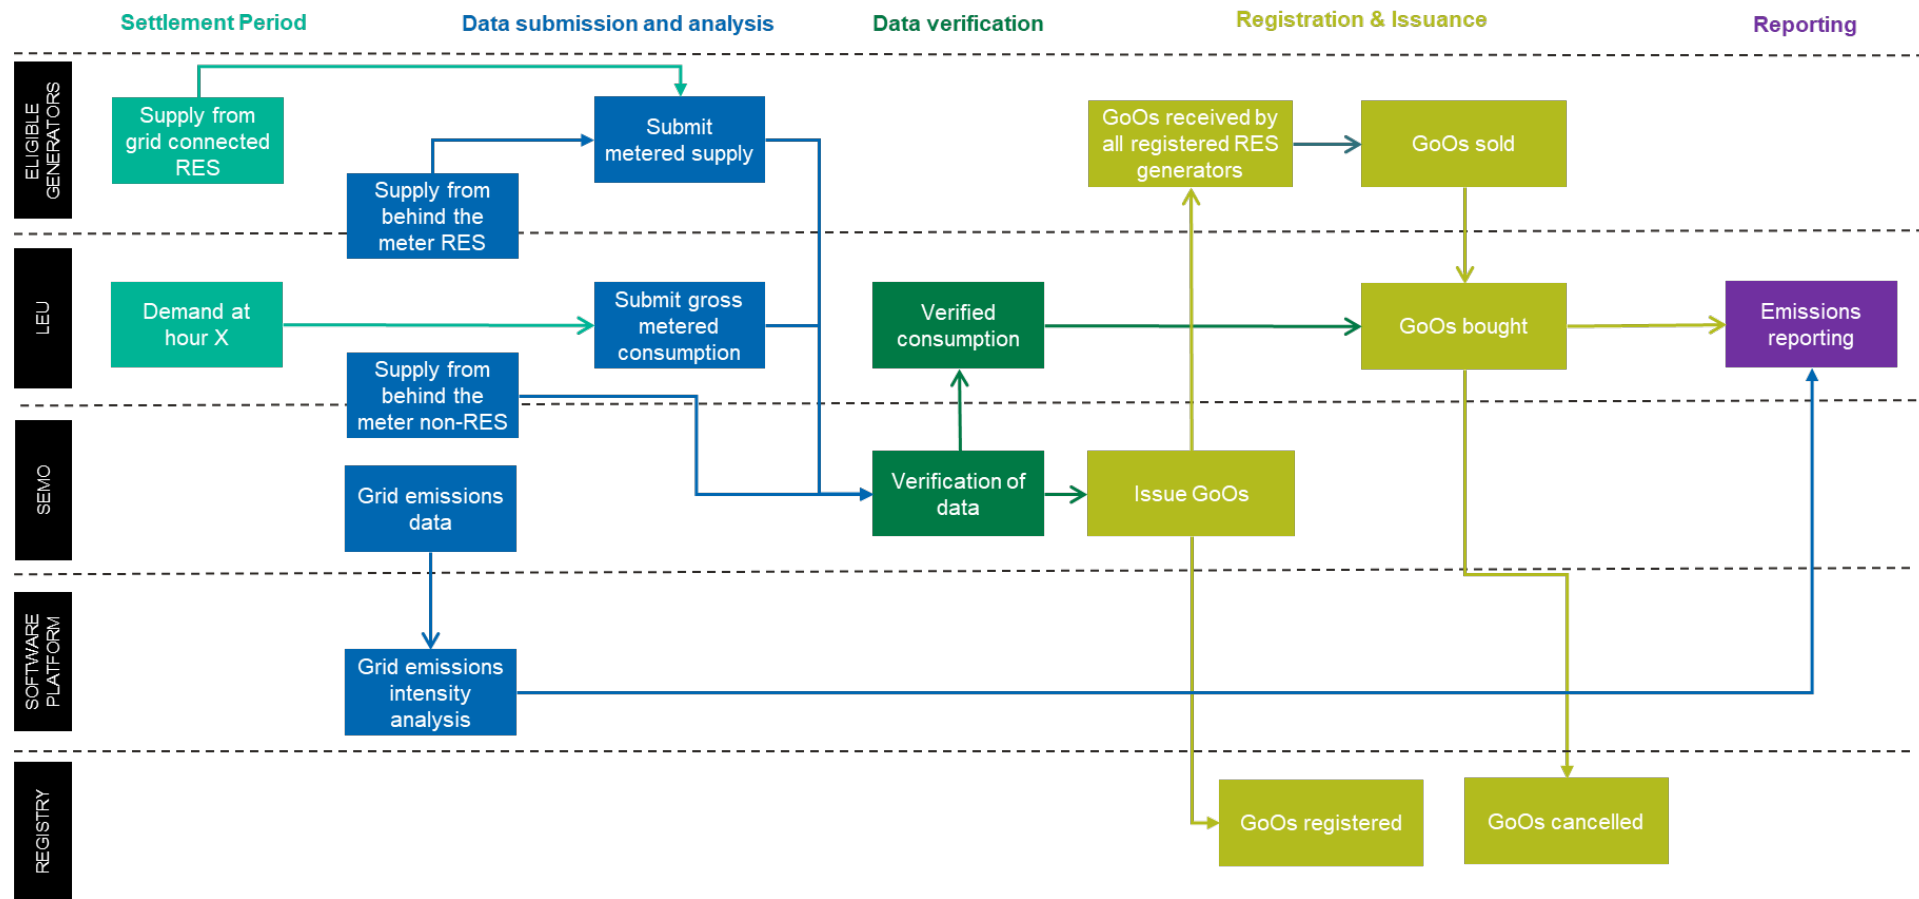 Settlement Period
Data submission and analysis
Data verification
Registration & Issuance
Reporting
ELIGIBLE
GENERATORS
Supply from
grid connected
RES
Submit
metered supply
Supply from
behind the
meter RES
GoOs received by
all registered RES
generators
GoOs sold
LEU
Demand at
hour X
Submit gross
metered
consumption
Supply from
behind the
meter non-RES
Verified
consumption
GoOs bought
Emissions
reporting
SEMO
Grid emissions
data
Verification of
data
Issue GoOs
SOFTWARE
PLATFORM
Grid emissions
intensity
analysis
REGISTRY
GoOs registered
GoOs cancelled